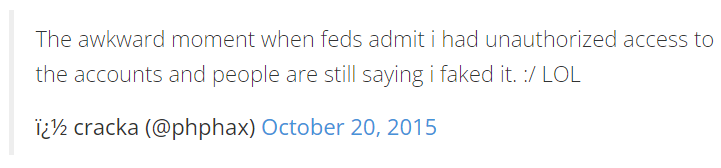 The awkward moment when feds admit i had unauthorized access to
the accounts and people are still saying i faked it. :/ LOL
ï¿½ cracka (@phphax) October 20, 2015